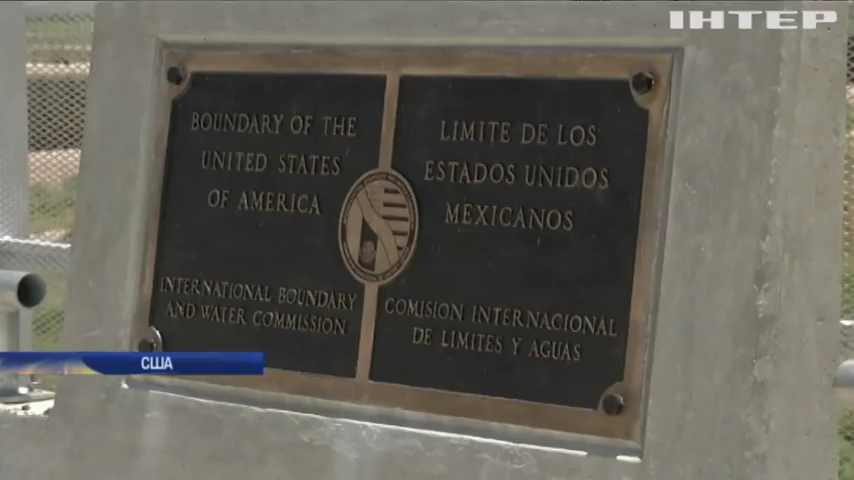 ІНТЕР
BOUNDARY OF THE
UNITED STATES
OF AMERICA
INTERNATIONAL BOUNDARY
AND WATER COMMISSION
LIMITE DE LOS
ESTADOS UNIDOS
MEXICANOS
COMISION INTERNACIONAL
DE LIMITES Y AGUAS
США